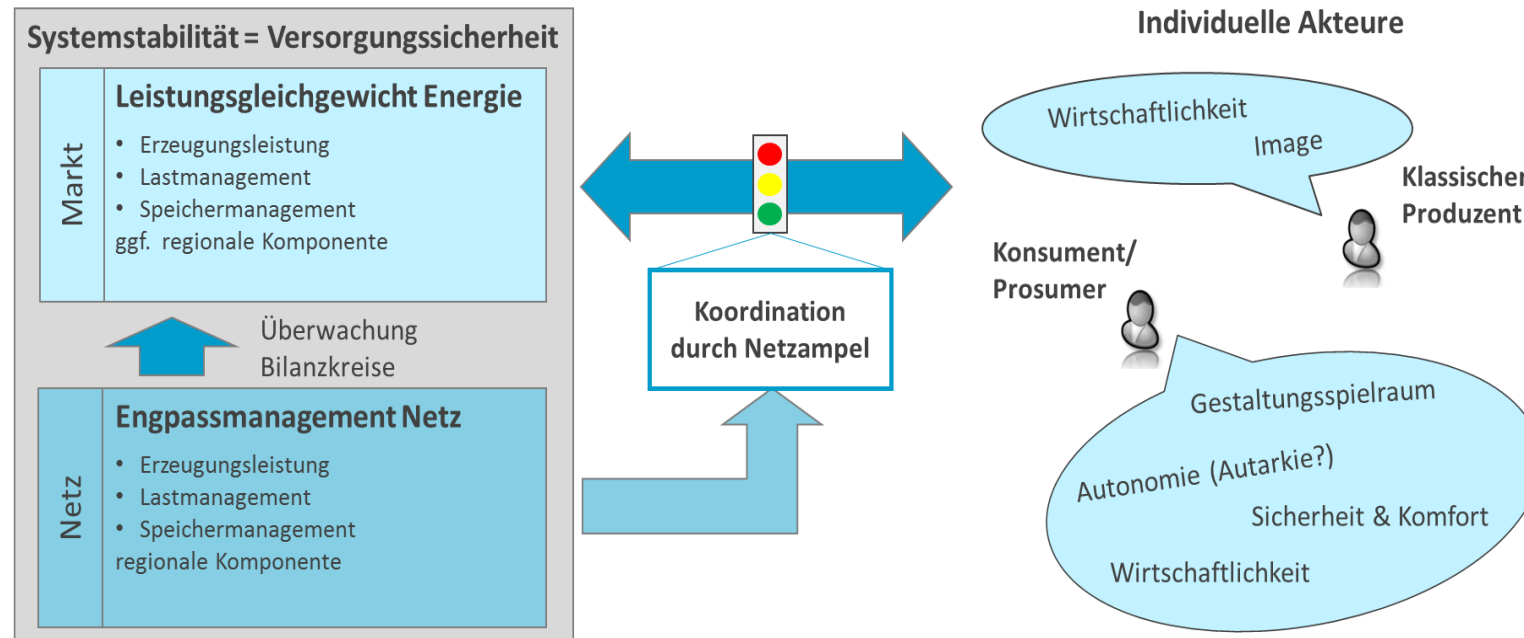 Systemstabilität = Versorgungssicherheit
Markt
Leistungsgleichgewicht Energie
• Erzeugungsleistung
• Lastmanagement
• Speichermanagement
ggf. regionale Komponente
Überwachung
Bilanzkreise
Netz
Engpassmanagement Netz
• Erzeugungsleistung
• Lastmanagement
• Speichermanagement
regionale Komponente
Koordination
durch Netzampel
Individuelle Akteure
Wirtschaftlichkeit
Image
Klassischer
Produzent
Konsument/
Prosumer
Gestaltungsspielraum
Autonomie (Autarkie?)
Sicherheit & Komfort
Wirtschaftlichkeit